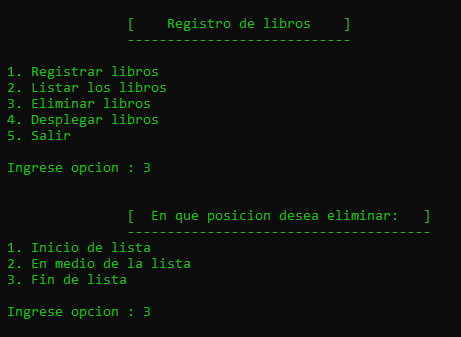 [    Registro de libros    ]
----------------------------
1. Registrar libros
2. Listar los libros
3. Eliminar libros
4. Desplegar libros
5. Salir
Ingrese opcion : 3
[  En que posicion desea eliminar:   ]
--------------------------------------
1. Inicio de lista
2. En medio de la lista
3. Fin de lista
Ingrese opcion : 3